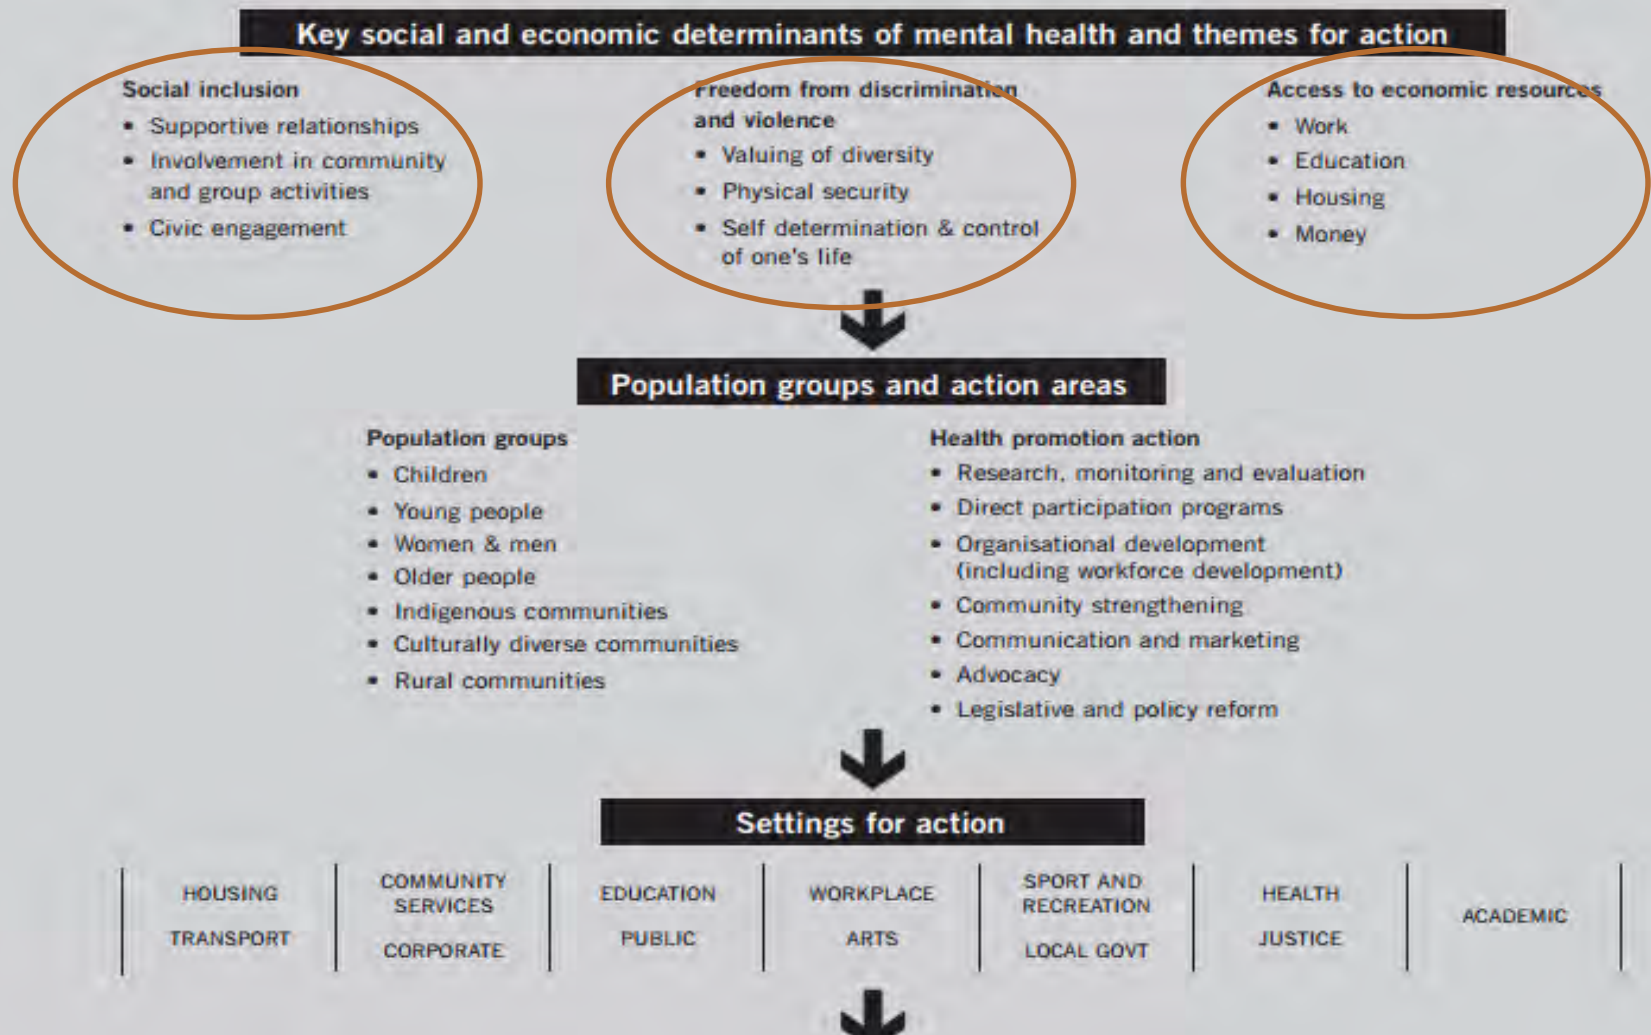 Key social and economic determinants of mental health and themes for action
Social inclusion
• Supportive relationships
• Involvement in community
and group activities
• Civic engagement
Freedom from discrimination
and violence
• Valuing of diversity
• Physical security
• Self determination & control
of one's life
Access to economic resources
• Work
• Education
• Housing
• Money
Population groups and action areas
Population groups
• Children
• Young people
• Women & men
• Older people
• Indigenous communities
• Culturally diverse communities
• Rural communities
Health promotion action
• Research, monitoring and evaluation
• Direct participation programs
• Organisational development
(including workforce development)
• Community strengthening
• Communication and marketing
• Advocacy
• Legislative and policy reform
Settings for action
HOUSING
TRANSPORT
COMMUNITY
SERVICES
CORPORATE
EDUCATION
PUBLIC
WORKPLACE
ARTS
SPORT AND
RECREATION
LOCAL GOVT
HEALTH
JUSTICE
ACADEMIC